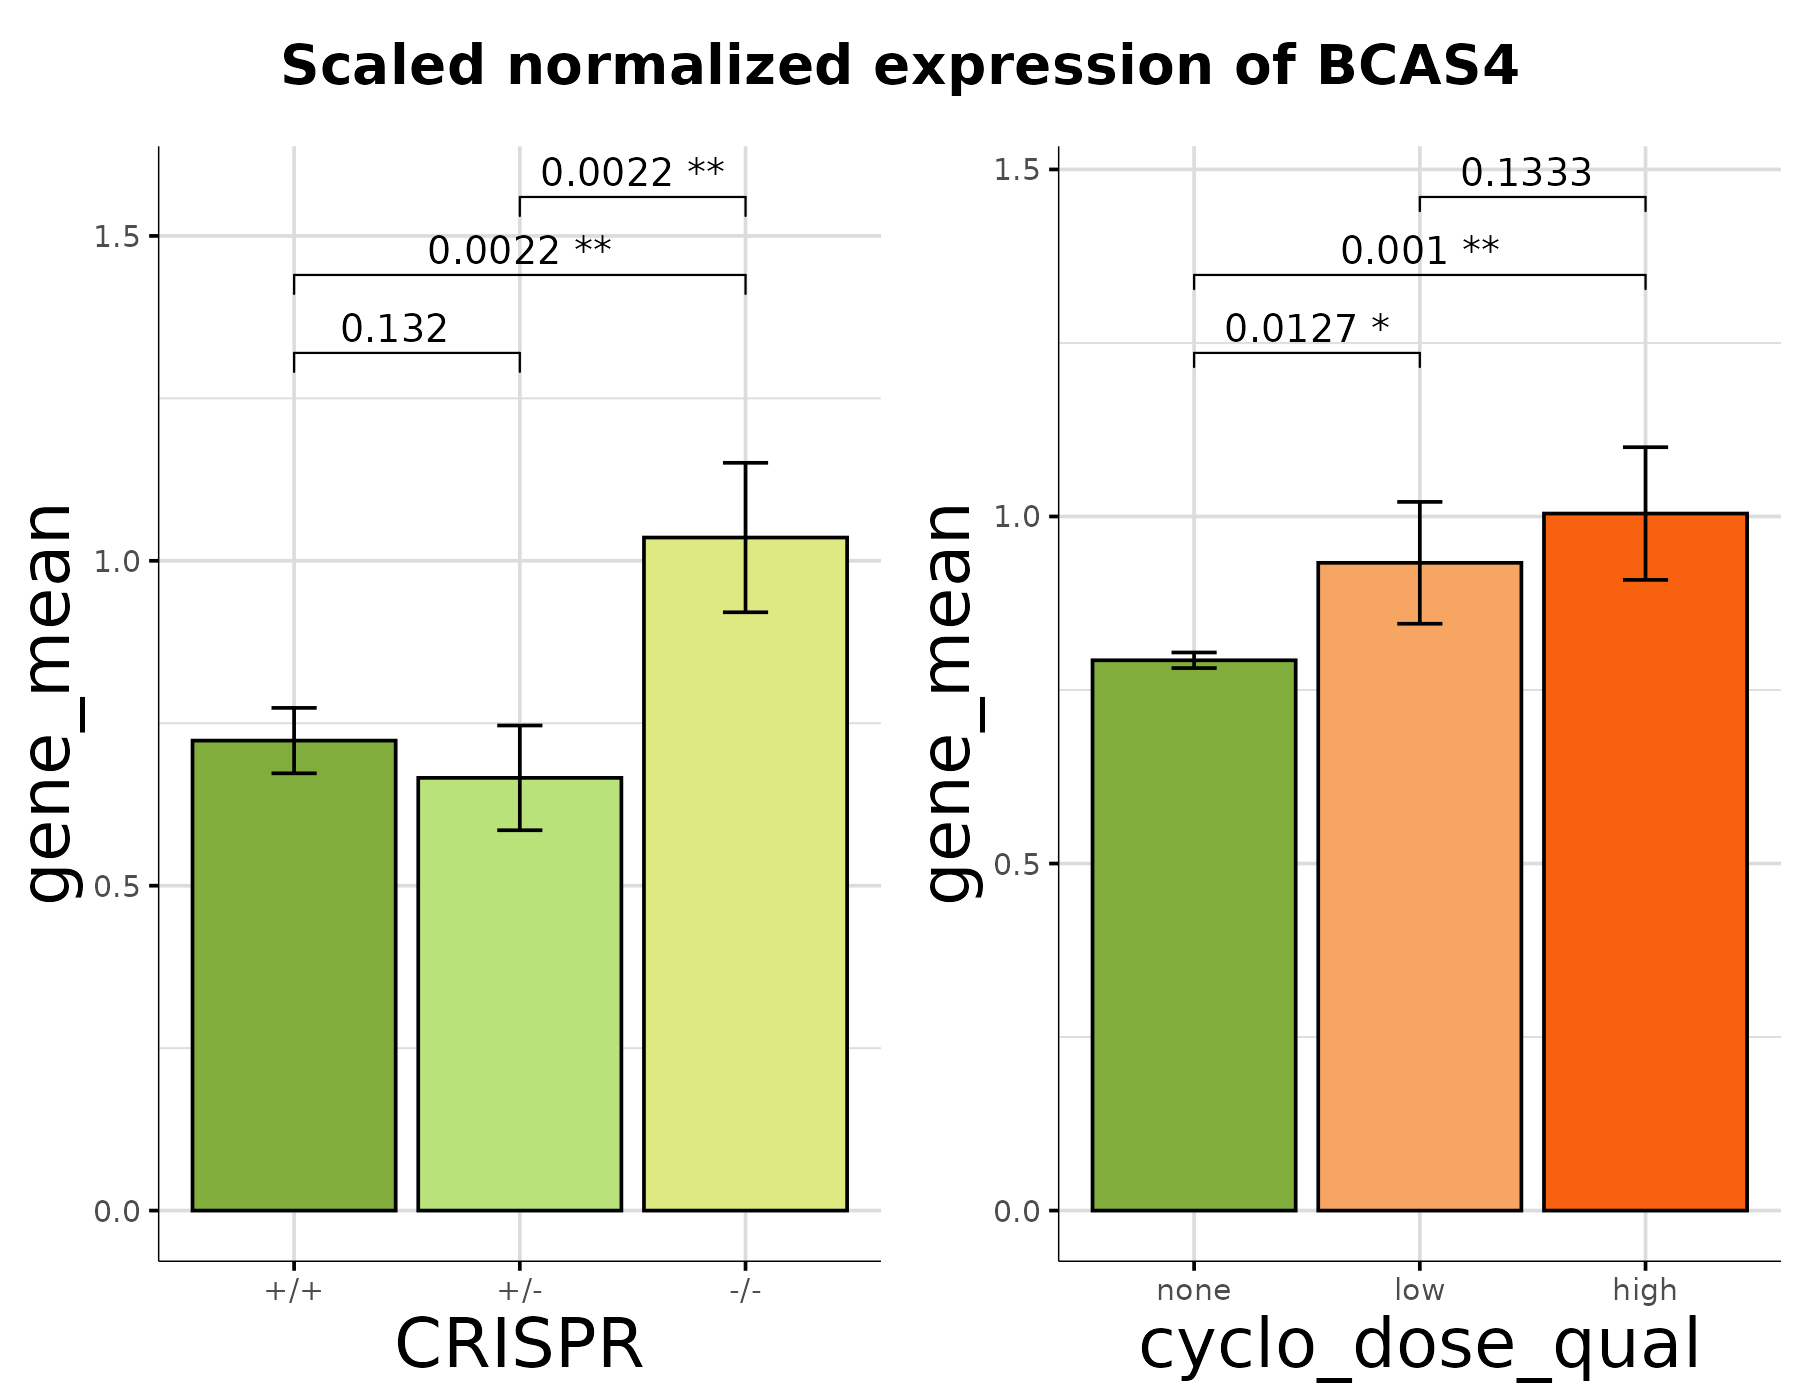 Scaled normalized expression of BCAS4
gene_mean
1.5
1.0
0.5
0.0
0.0022 **
0.0022 **
0.132
+/+ +/- -/-
CRISPR
gene_mean
1.5
1.0
0.5
0.0
0.1333
0.001 **
0.0127 *
none low high
cyclo_dose_qual